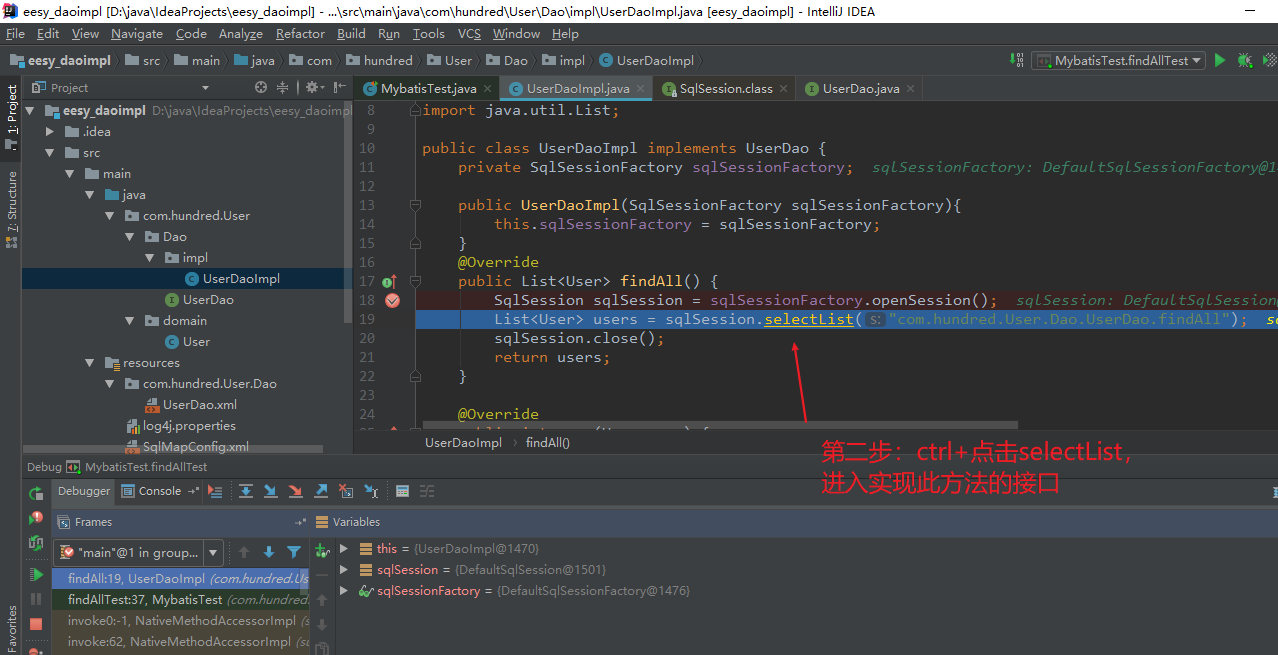 eesy_daoimpl [D:\java\IdeaProjects\eesy_daoimpl] - ...\src\main\java\com\hundred\User\Dao\impl\UserDaoImpl.java [eesy_daoimpl] - IntelliJ IDEA
File Edit View Navigate Code Analyze Refactor Build Run Tools VCS Window Help
eesy_daoimpl src main java com hundred User Dao impl UserDaoImpl MybatisTest.findAllTest
1: Project
Z: Structure
Favorites
Project
eesy_daoimpl D:\java\IdeaProjects\eesy_daoimpl
.idea
src
main
java
com.hundred.User
Dao
impl
UserDaoImpl
UserDao
domain
User
resources
com.hundred.User.Dao
UserDao.xml
log4j.properties
SqlMapConfig.xml
MybatisTest.java UserDaoImpl.java SqlSession.class UserDao.java
8 import java.util.List;
9
10 public class UserDaoImpl implements UserDao {
11 private SqlSessionFactory sqlSessionFactory; sqlSessionFactory: DefaultSqlSessionFactory@1
12
13 public UserDaoImpl(SqlSessionFactory sqlSessionFactory){
14 this.sqlSessionFactory = sqlSessionFactory;
15 }
16 @Override
17 public List<User> findAll() {
18 SqlSession sqlSession = sqlSessionFactory.openSession(); sqlSession: DefaultSqlSession
19 List<User> users = sqlSession.selectList( s: "com.hundred.User.Dao.UserDao.findAll");
20 sqlSession.close();
21 return users;
22 }
23
24 @Override
UserDaoImpl findAll()
第二步：ctrl+点击selectList，
进入实现此方法的接口
Debug MybatisTest.findAllTest
Debugger Console
Frames
"main"@1 in group...
findAll:19, UserDaoImpl (com.hundred.Us
findAllTest:37, MybatisTest (com.hundred.
invoke0:-1, NativeMethodAccessorImpl (s
invoke:62, NativeMethodAccessorImpl (su
Variables
this = {UserDaoImpl@1470}
sqlSession = {DefaultSqlSession@1501}
sqlSessionFactory = {DefaultSqlSessionFactory@1476}